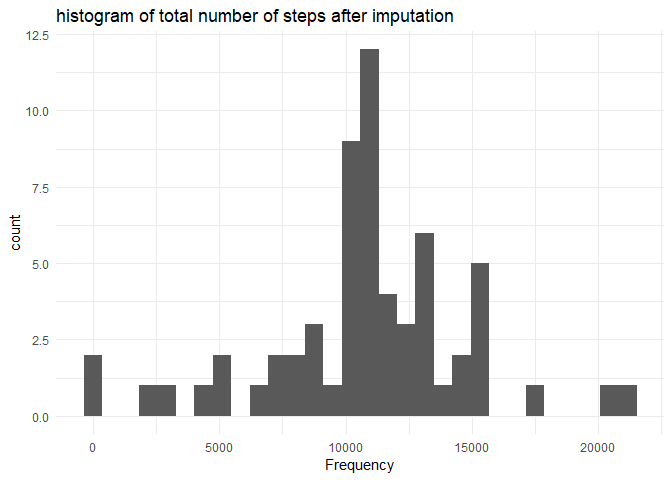 histogram of total number of steps after imputation
12.5
10.0
7.5
5.0
2.5
0.0
count
0 5000 10000 15000 20000
Frequency